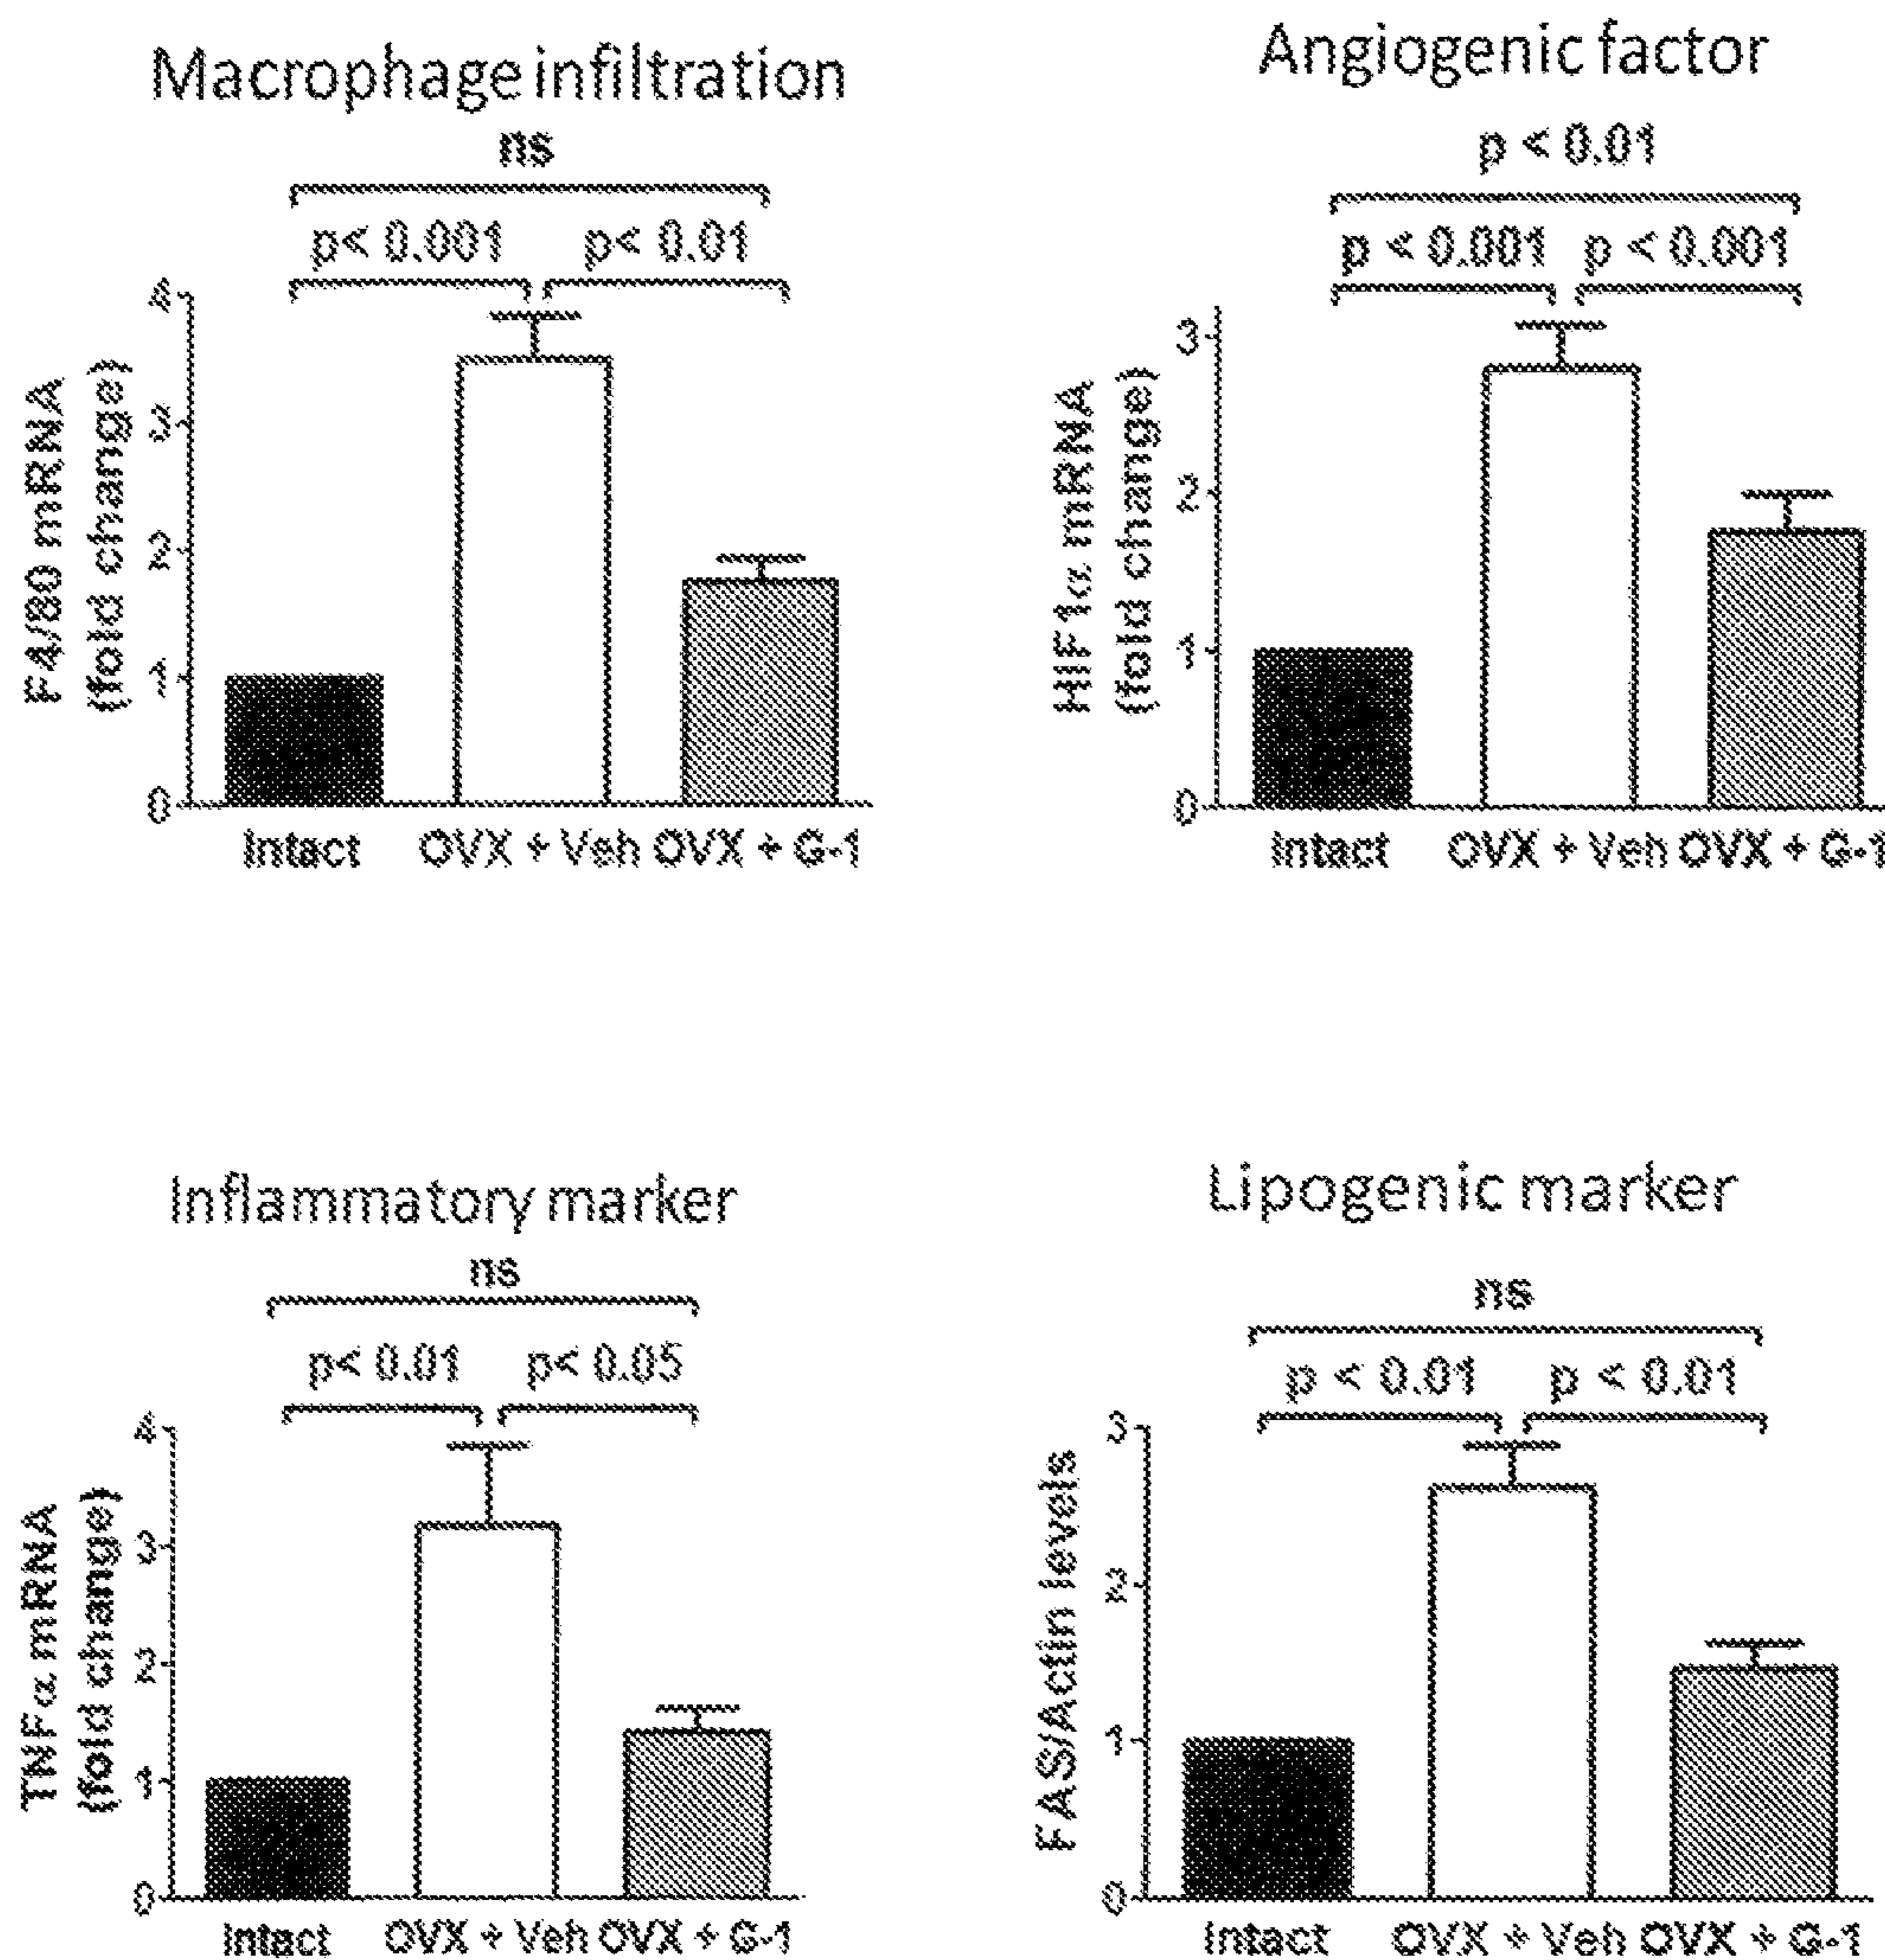 Macrophage infiltration
ns
p< 0.001 p< 0.01
F4/80 mRNA
(fold change)
4
3
2
1
0
Intact OVX + Veh OVX + G-1
Angiogenic factor
p < 0.01
p < 0.001 p < 0.001
HIF1α mRNA
(fold change)
3
2
1
0
Intact OVX + Veh OVX + G-1
Inflammatory marker
ns
p< 0.01 p< 0.05
TNFα mRNA
(fold change)
4
3
2
1
0
Intact OVX + Veh OVX + G-1
Lipogenic marker
ns
p < 0.01 p < 0.01
FAS/Actin levels
3
2
1
0
Intact OVX + Veh OVX + G-1